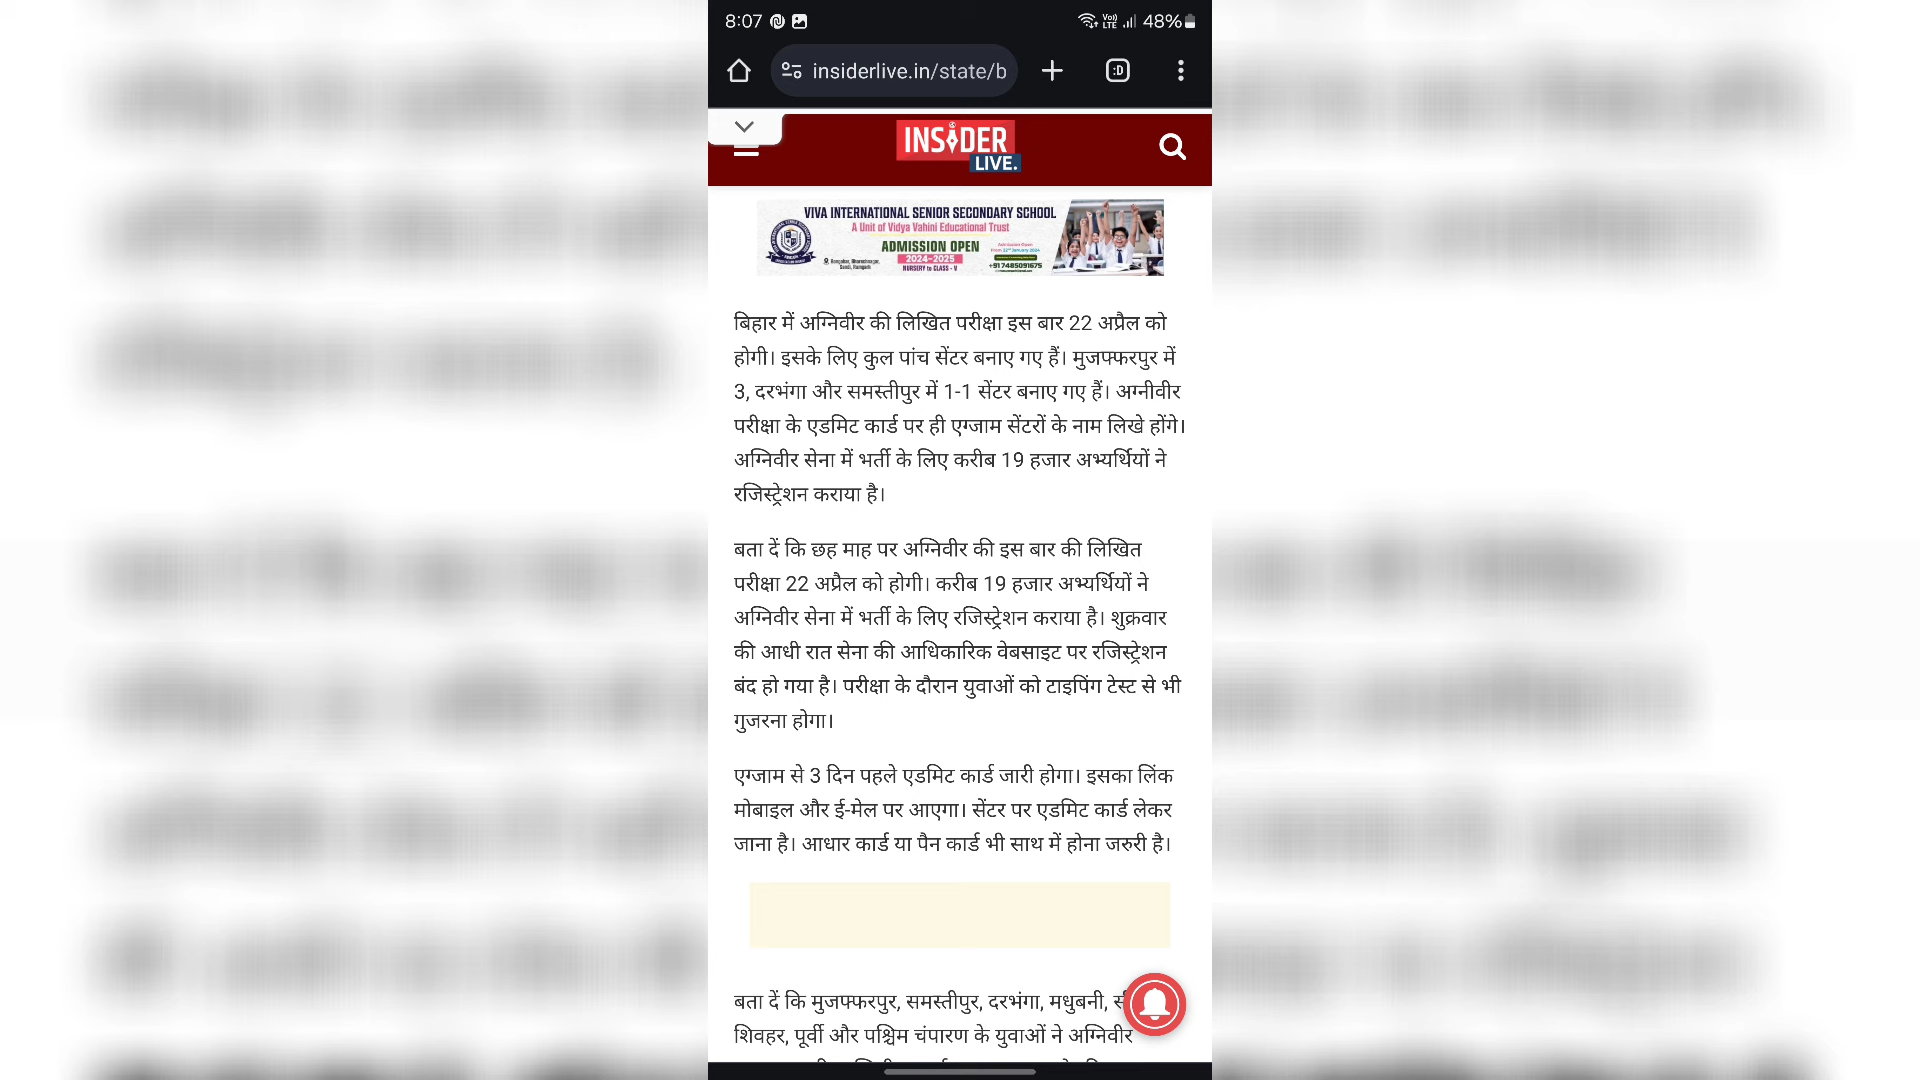 8:07
48%
insiderlive.in/state/b
INSIDER
LIVE.
VIVA INTERNATIONAL SENIOR SECONDARY SCHOOL
A Unit of Vidya Vahini Educational Trust
ADMISSION OPEN
2024-2025
NURSERY to CLASS - V
+917485091675
बिहार में अग्निवीर की लिखित परीक्षा इस बार 22 अप्रैल को
होगी। इसके लिए कुल पांच सेंटर बनाए गए हैं। मुजफ्फरपुर में
3, दरभंगा और समस्तीपुर में 1-1 सेंटर बनाए गए हैं। अग्नीवीर
परीक्षा के एडमिट कार्ड पर ही एग्जाम सेंटरों के नाम लिखे होंगे।
अग्निवीर सेना में भर्ती के लिए करीब 19 हजार अभ्यर्थियों ने
रजिस्ट्रेशन कराया है।
बता दें कि छह माह पर अग्निवीर की इस बार की लिखित
परीक्षा 22 अप्रैल को होगी। करीब 19 हजार अभ्यर्थियों ने
अग्निवीर सेना में भर्ती के लिए रजिस्ट्रेशन कराया है। शुक्रवार
की आधी रात सेना की आधिकारिक वेबसाइट पर रजिस्ट्रेशन
बंद हो गया है। परीक्षा के दौरान युवाओं को टाइपिंग टेस्ट से भी
गुजरना होगा।
एग्जाम से 3 दिन पहले एडमिट कार्ड जारी होगा। इसका लिंक
मोबाइल और ई-मेल पर आएगा। सेंटर पर एडमिट कार्ड लेकर
जाना है। आधार कार्ड या पैन कार्ड भी साथ में होना जरुरी है।
बता दें कि मुजफ्फरपुर, समस्तीपुर, दरभंगा, मधुबनी,
शिवहर, पूर्वी और पश्चिम चंपारण के युवाओं ने अग्निवीर